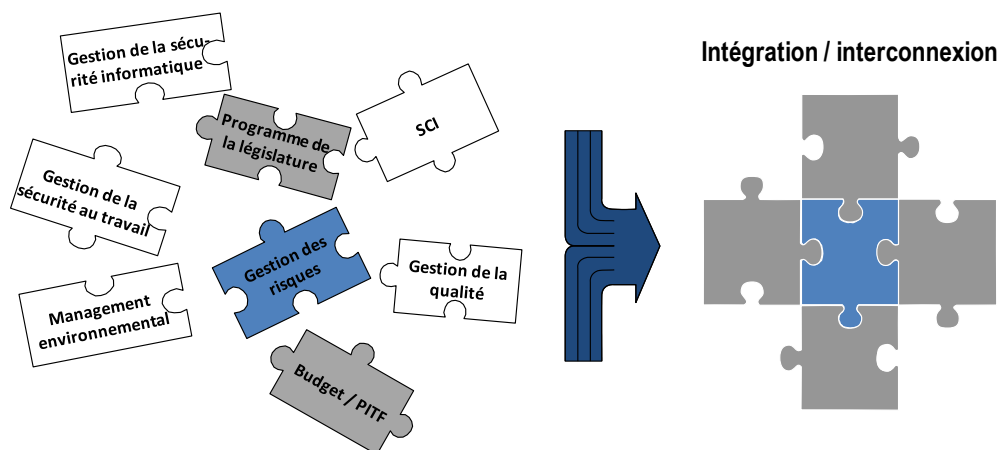 Gestion de la sécu-
rité informatique
Programme de
la législature
SCI
Intégration / interconnexion
Gestion de la
sécurité au travail
Gestion des
risques
Gestion de la
qualité
Management
environnemental
Budget / PITF